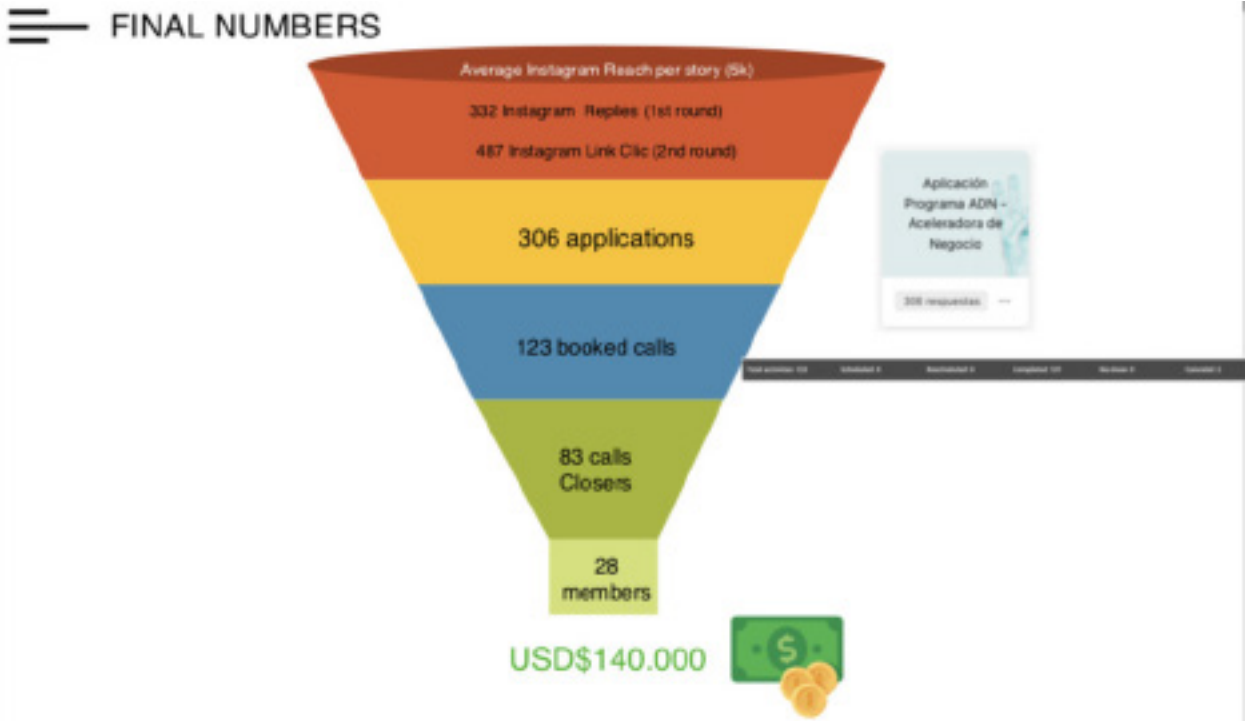 FINAL NUMBERS
Average Instagram Reach per story (5k)
332 Instagram Replies (1st round)
487 Instagram Link Clic (2nd round)
306 applications
123 booked calls
83 calls
Closers
28
members
USD$140.000
Aplicación
Programa ADN -
Aceleradora de
Negocio
respuestas